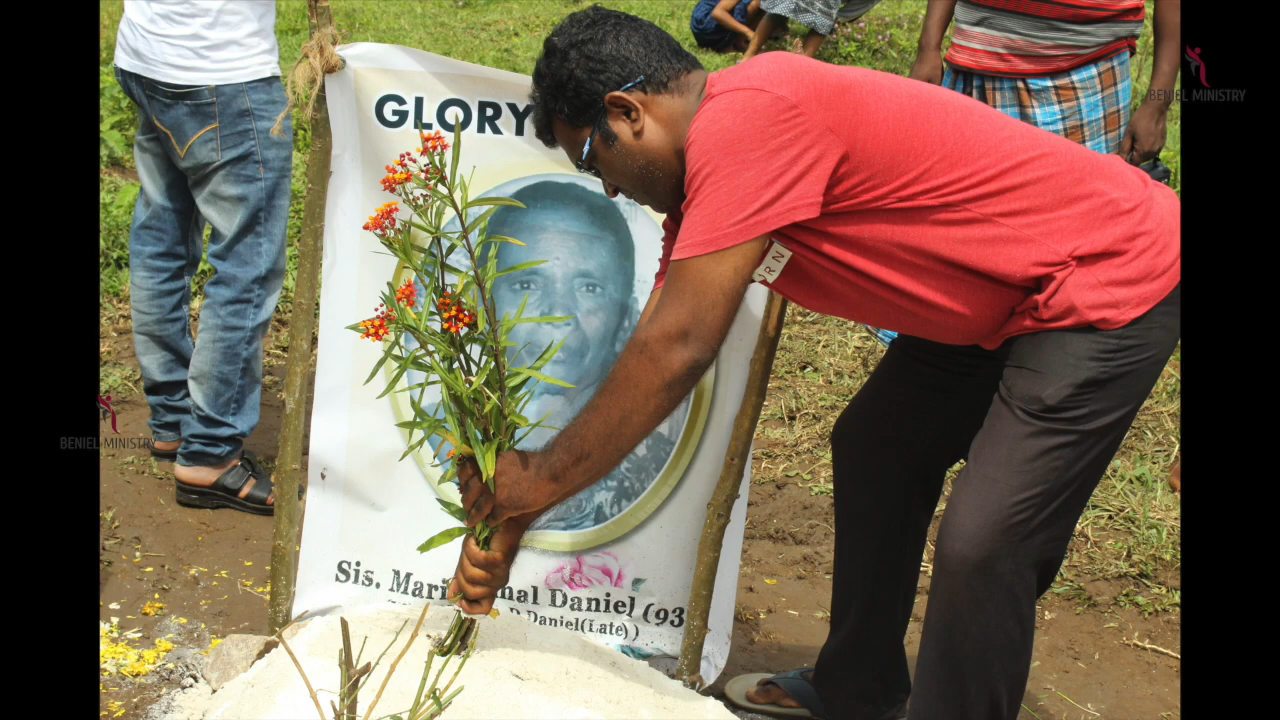 GLORY
BENIEL MINISTRY
BENIEL MINISTRY
Sis. Mari nal Daniel (93
Daniel(Late))